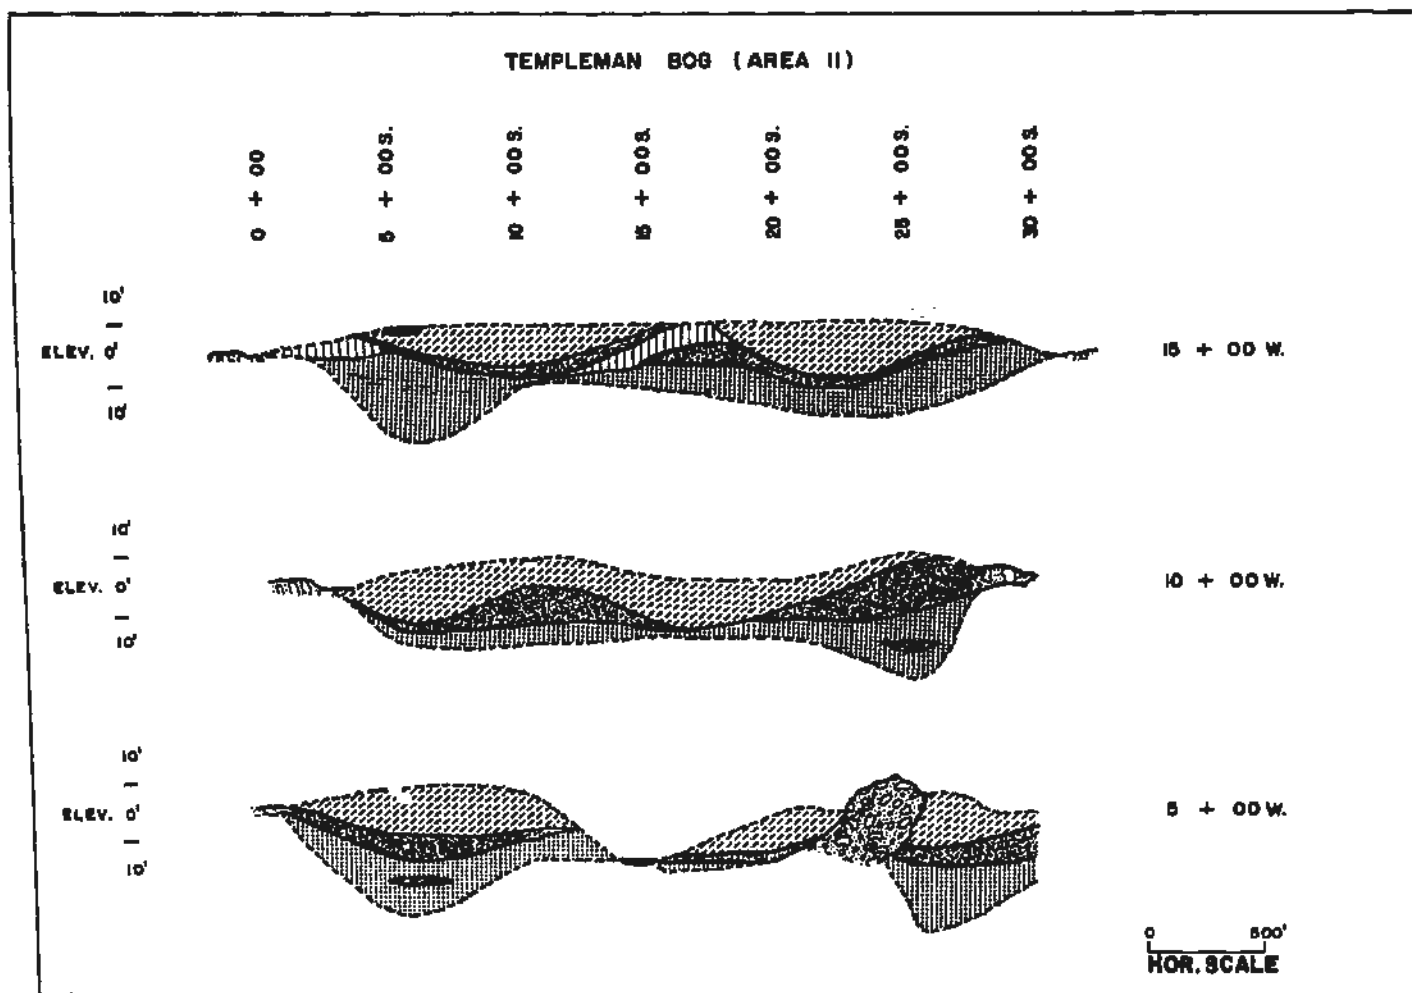 TEMPLEMAN BOG (AREA II)
0 + 00
5 + 00 S.
10 + 00 S.
15 + 00 S.
20 + 00 S.
25 + 00 S.
30 + 00 S.
10'
ELEV. 0'
10'
15 + 00 W.
10'
ELEV. 0'
10'
10 + 00 W.
10'
ELEV. 0'
10'
5 + 00 W.
0 500'
HOR. SCALE